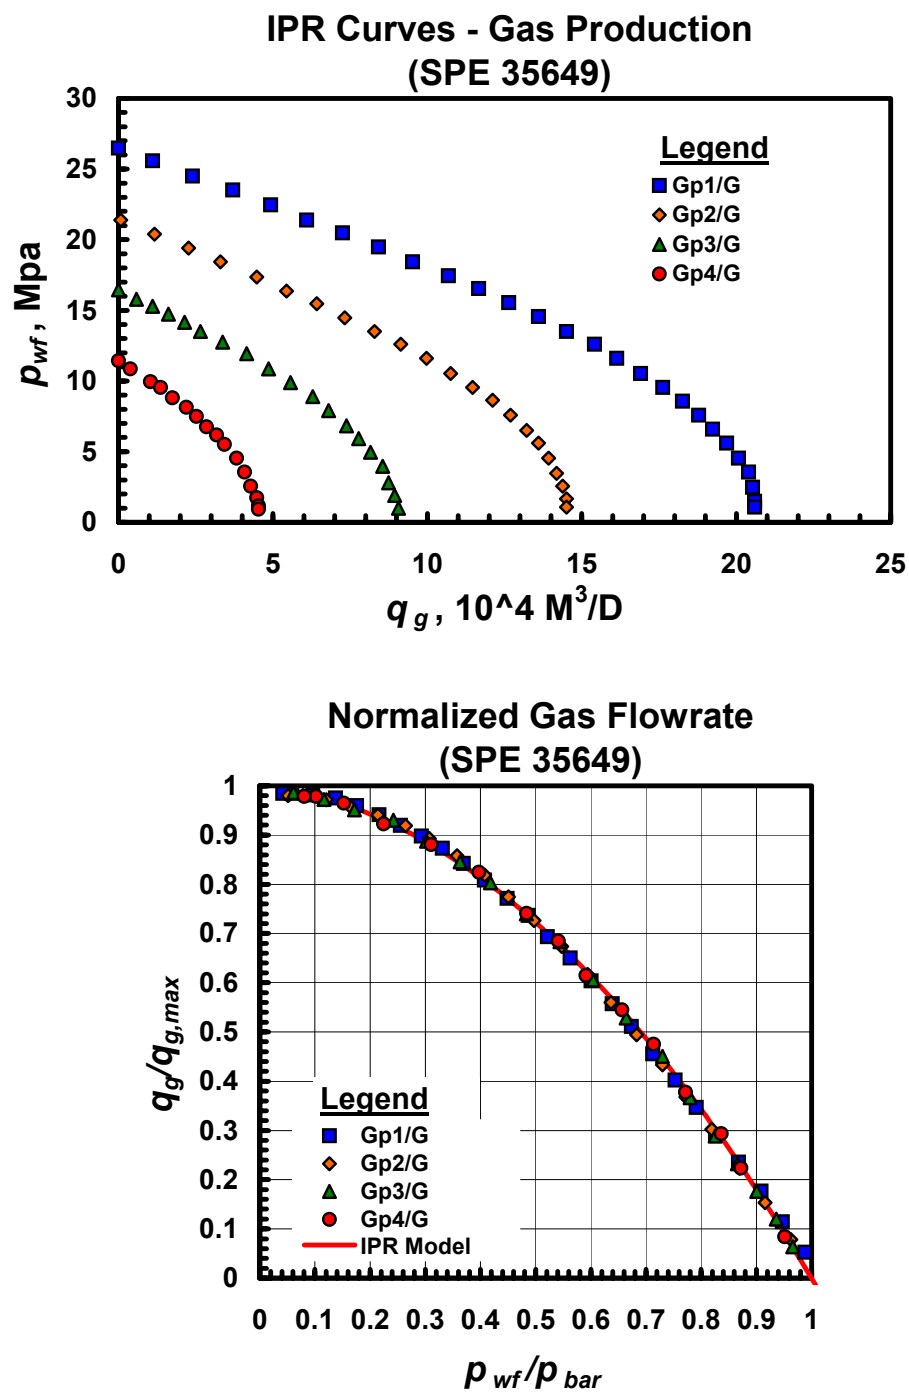 IPR Curves - Gas Production
(SPE 35649)
30
25
20
15
10
5
0
p wf , Mpa
Legend
Gp1/G
Gp2/G
Gp3/G
Gp4/G
0 5 10 15 20 25
q g , 10^4 M³/D
Normalized Gas Flowrate
(SPE 35649)
1
0.9
0.8
0.7
0.6
0.5
0.4
0.3
0.2
0.1
0
q g/q g,max
Legend
Gp1/G
Gp2/G
Gp3/G
Gp4/G
IPR Model
0 0.1 0.2 0.3 0.4 0.5 0.6 0.7 0.8 0.9 1
p wf /p bar